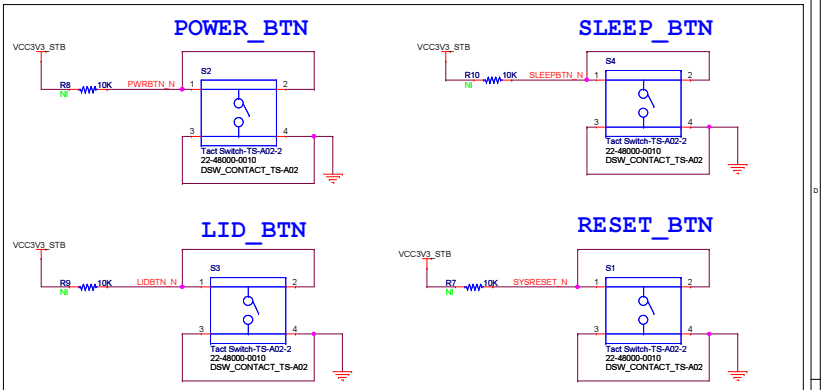 POWER_BTN
VCC3V3_STB
R8
NI
10K
PWRBTN_N
S2
1
2
3
4
Tact Switch-TS-A02-2
22-48000-0010
DSW_CONTACT_TS-A02
SLEEP_BTN
VCC3V3_STB
R10
NI
10K
SLEEPBTN_N
S4
1
2
3
4
Tact Switch-TS-A02-2
22-48000-0010
DSW_CONTACT_TS-A02
D
LID_BTN
VCC3V3_STB
R9
NI
10K
LIDBTN_N
S3
1
2
3
4
Tact Switch-TS-A02-2
22-48000-0010
DSW_CONTACT_TS-A02
RESET_BTN
VCC3V3_STB
R7
NI
10K
SYSRESET_N
S1
1
2
3
4
Tact Switch-TS-A02-2
22-48000-0010
DSW_CONTACT_TS-A02